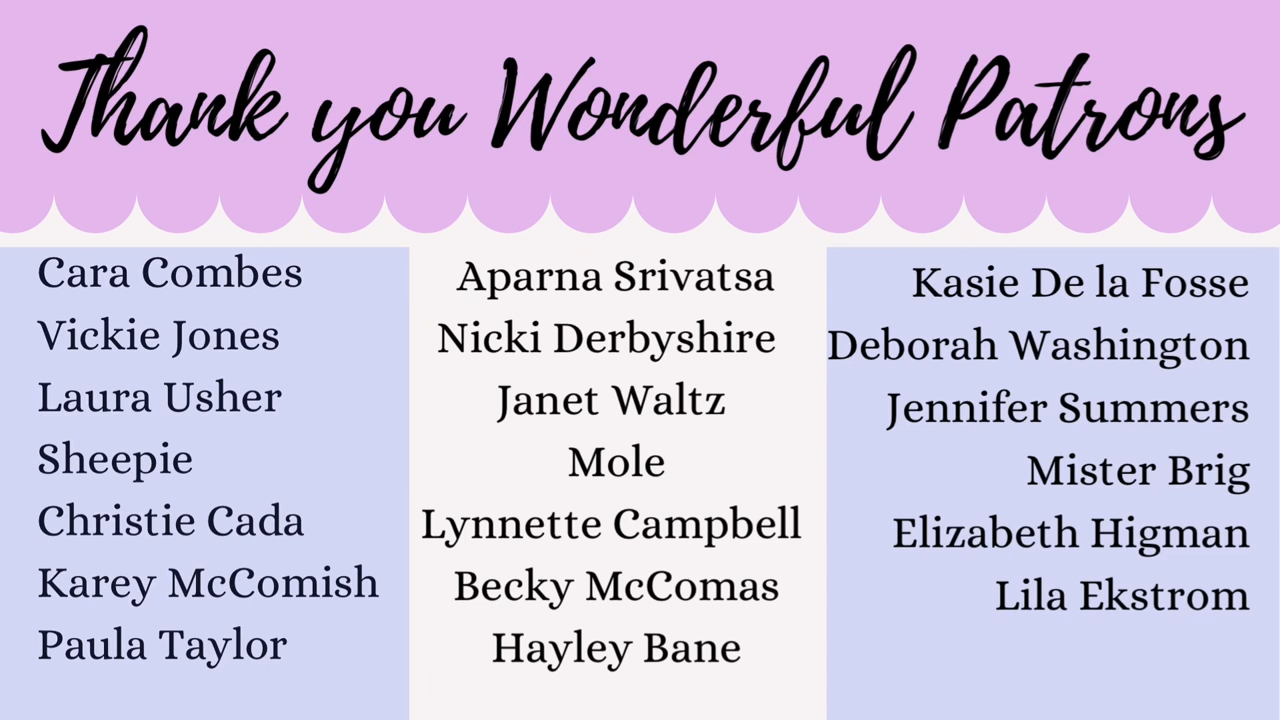 Thank you Wonderful Patrons
Cara Combes
Vickie Jones
Laura Usher
Sheepie
Christie Cada
Karey McComish
Paula Taylor
Aparna Srivatsa
Nicki Derbyshire
Janet Waltz
Mole
Lynnette Campbell
Becky McComas
Hayley Bane
Kasie De la Fosse
Deborah Washington
Jennifer Summers
Mister Brig
Elizabeth Higman
Lila Ekstrom